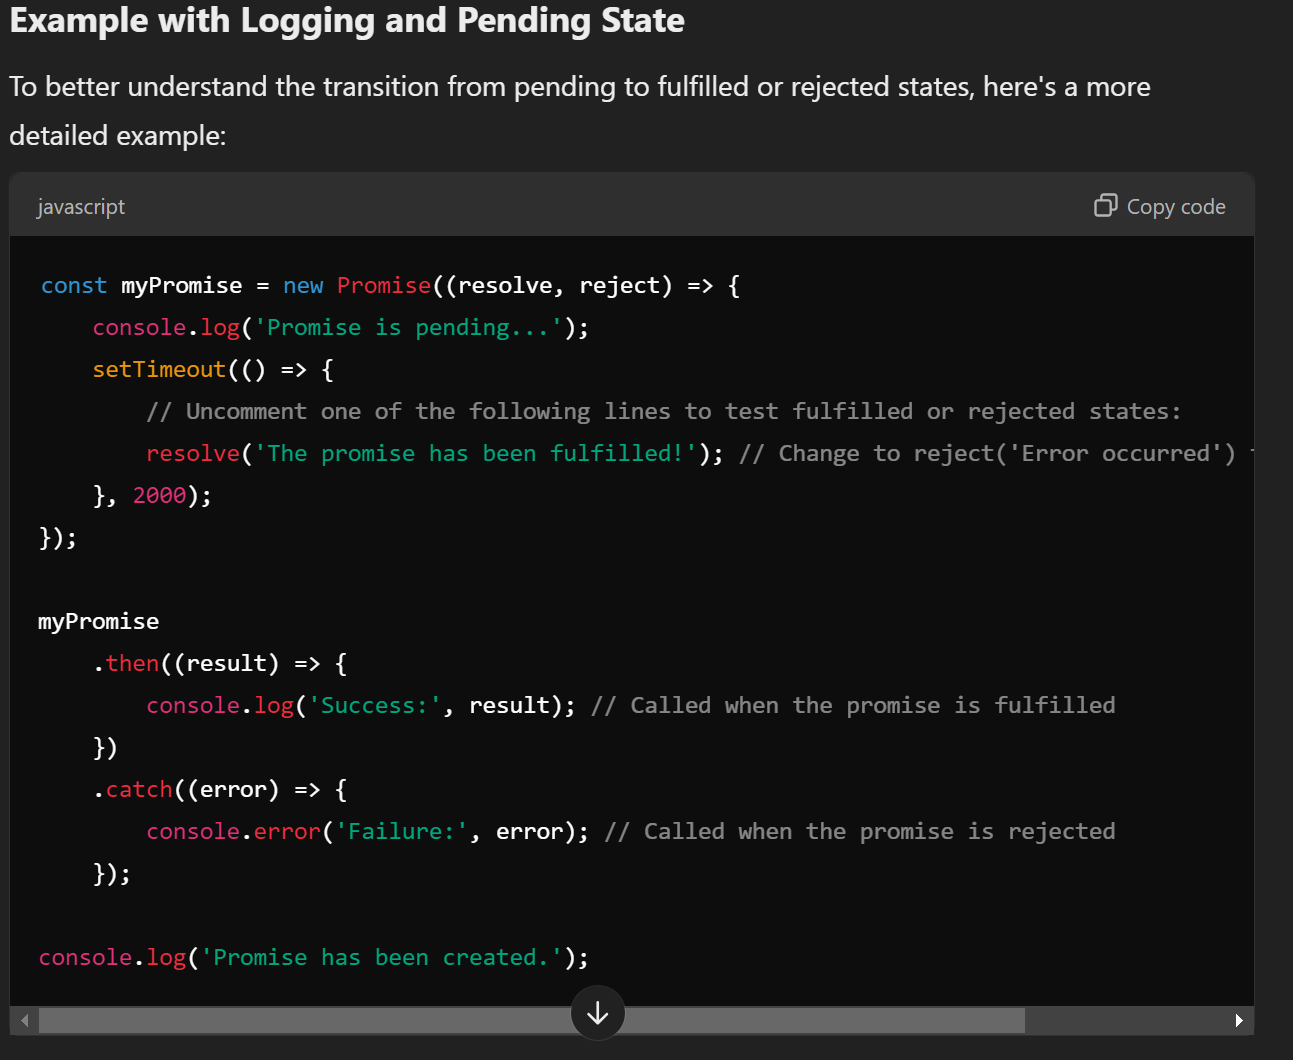 Example with Logging and Pending State
To better understand the transition from pending to fulfilled or rejected states, here's a more
detailed example:
javascript
Copy code
const myPromise = new Promise((resolve, reject) => {
    console.log('Promise is pending...');
    setTimeout(() => {
        // Uncomment one of the following lines to test fulfilled or rejected states:
        resolve('The promise has been fulfilled!'); // Change to reject('Error occurred')
    }, 2000);
});

myPromise
    .then((result) => {
        console.log('Success:', result); // Called when the promise is fulfilled
    })
    .catch((error) => {
        console.error('Failure:', error); // Called when the promise is rejected
    });

console.log('Promise has been created.');